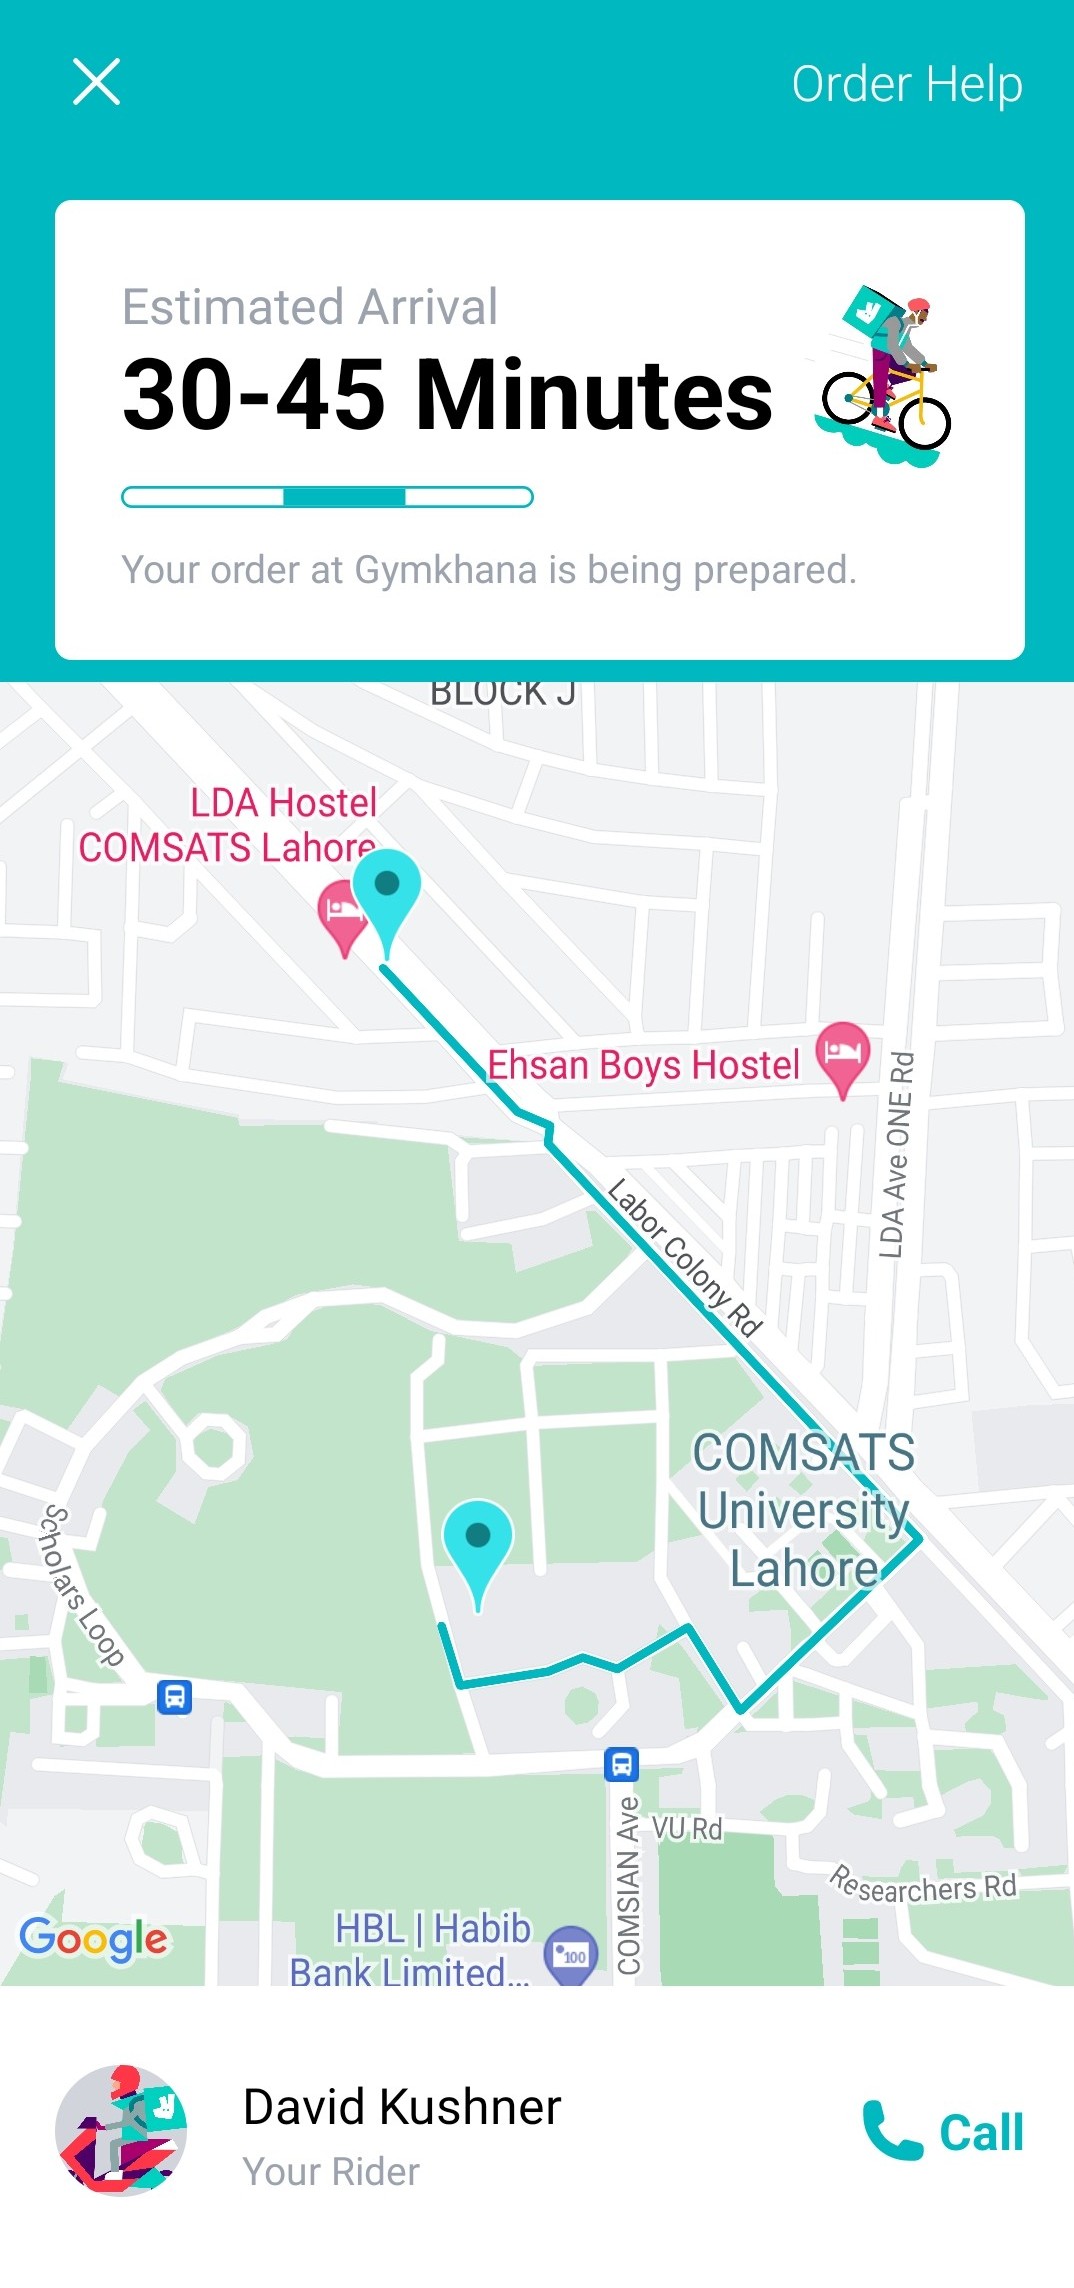 Order Help
Estimated Arrival
30-45 Minutes
Your order at Gymkhana is being prepared.
BLOCK J
LDA Hostel
COMSATS Lahore
Ehsan Boys Hostel
LDA Ave ONE Rd
Labor Colony Rd
COMSATS
University
Lahore
Scholars Loop
COMSIAN Ave
VU Rd
Researchers Rd
HBL | Habib
Bank Limited...
100
Google
David Kushner
Your Rider
Call